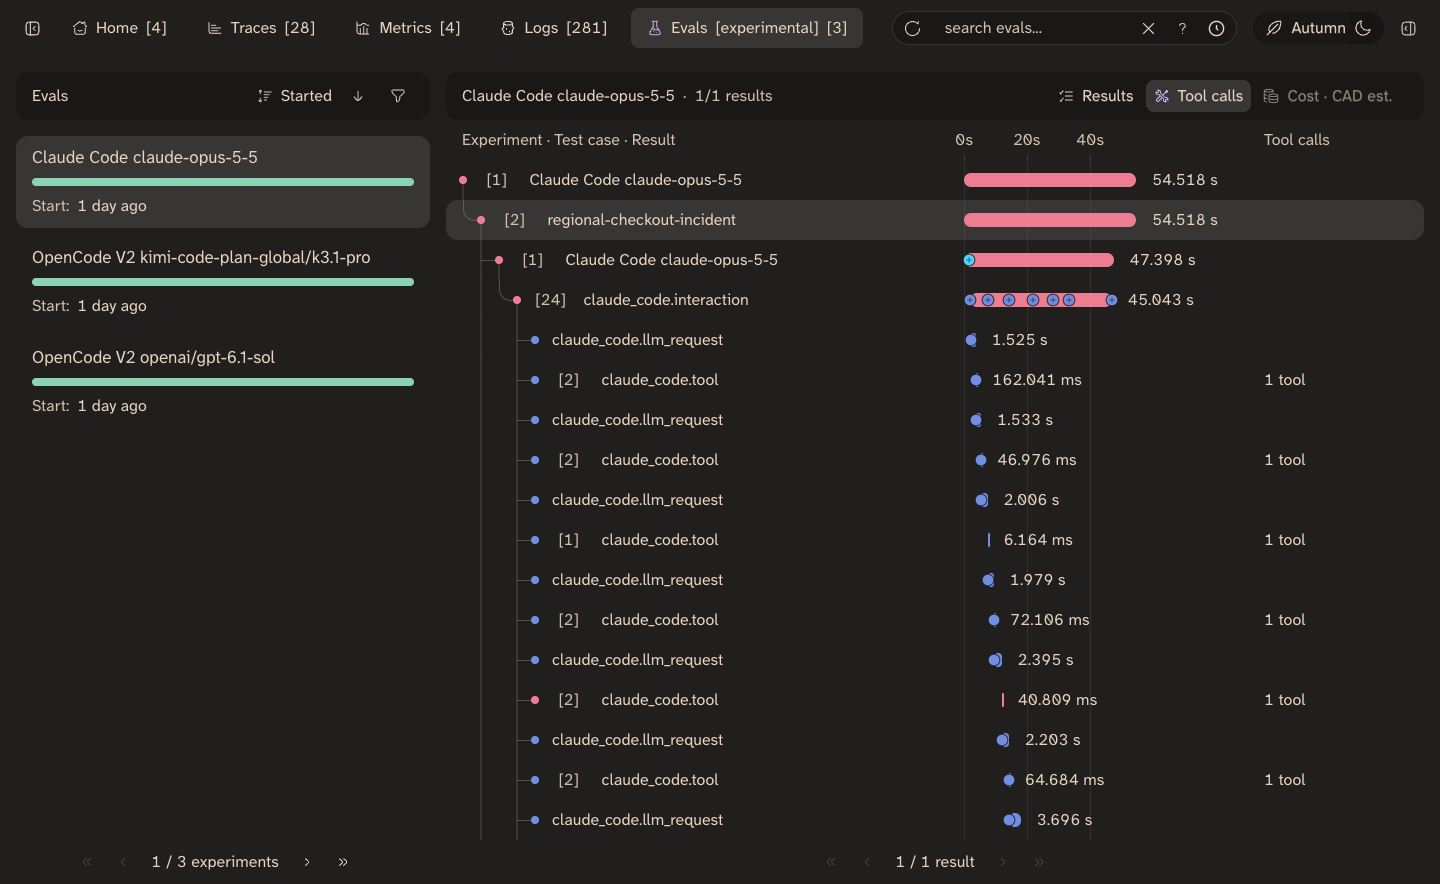 Home [4] Traces [28] Metrics [4] Logs [281] Evals [experimental] [3] search evals... ? Autumn
Evals Started
Claude Code claude-opus-5-5
Start: 1 day ago
OpenCode V2 kimi-code-plan-global/k3.1-pro
Start: 1 day ago
OpenCode V2 openai/gpt-6.1-sol
Start: 1 day ago
« ‹ 1 / 3 experiments › »
Claude Code claude-opus-5-5 · 1/1 results Results Tool calls Cost · CAD est.
Experiment · Test case · Result 0s 20s 40s Tool calls
[1] Claude Code claude-opus-5-5 54.518 s
[2] regional-checkout-incident 54.518 s
[1] Claude Code claude-opus-5-5 47.398 s
[24] claude_code.interaction 45.043 s
claude_code.llm_request 1.525 s
[2] claude_code.tool 162.041 ms 1 tool
claude_code.llm_request 1.533 s
[2] claude_code.tool 46.976 ms 1 tool
claude_code.llm_request 2.006 s
[1] claude_code.tool 6.164 ms 1 tool
claude_code.llm_request 1.979 s
[2] claude_code.tool 72.106 ms 1 tool
claude_code.llm_request 2.395 s
[2] claude_code.tool 40.809 ms 1 tool
claude_code.llm_request 2.203 s
[2] claude_code.tool 64.684 ms 1 tool
claude_code.llm_request 3.696 s
« ‹ 1 / 1 result › »